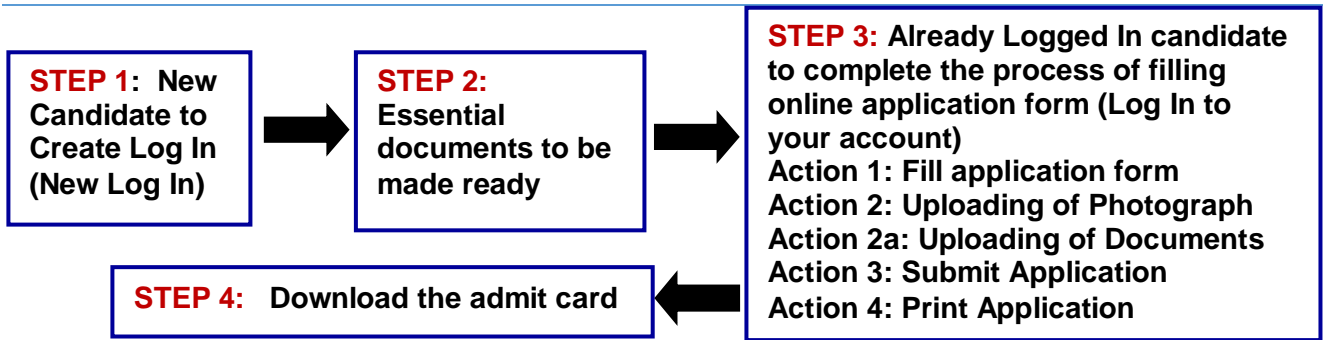 STEP 1: New
Candidate to
Create Log In
(New Log In)
STEP 2:
Essential
documents to be
made ready
STEP 3: Already Logged In candidate
to complete the process of filling
online application form (Log In to
your account)
Action 1: Fill application form
Action 2: Uploading of Photograph
Action 2a: Uploading of Documents
Action 3: Submit Application
Action 4: Print Application
STEP 4: Download the admit card